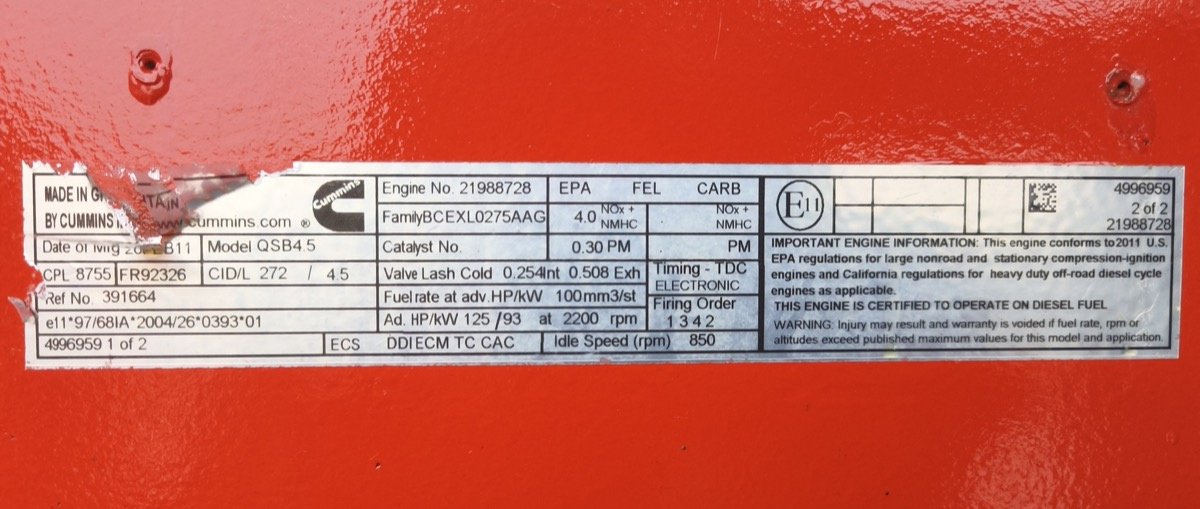 MADE IN
BY CUMMINS
www.cummins.com ®
Cummins
Date of Mfg B11
Model QSB4.5
CPL 8755 FR92326
CID/L 272 / 4.5
Ref No. 391664
e11*97/68IA*2004/26*0393*01
4996959 1 of 2
ECS DDI ECM TC CAC
Engine No. 21988728
EPA FEL CARB
Family BCEXL0275AAG
4.0 NOx + NMHC
NOx + NMHC
Catalyst No.
0.30 PM
PM
Valve Lash Cold 0.254Int 0.508 Exh
Timing - TDC
ELECTRONIC
Fuel rate at adv. HP/kW 100mm3/st
Firing Order
1 3 4 2
Ad. HP/kW 125 /93 at 2200 rpm
Idle Speed (rpm) 850
E11
4996959
2 of 2
21988728
IMPORTANT ENGINE INFORMATION: This engine conforms to 2011 U.S.
EPA regulations for large nonroad and stationary compression-ignition
engines and California regulations for heavy duty off-road diesel cycle
engines as applicable.
THIS ENGINE IS CERTIFIED TO OPERATE ON DIESEL FUEL
WARNING: Injury may result and warranty is voided if fuel rate, rpm or
altitudes exceed published maximum values for this model and application.